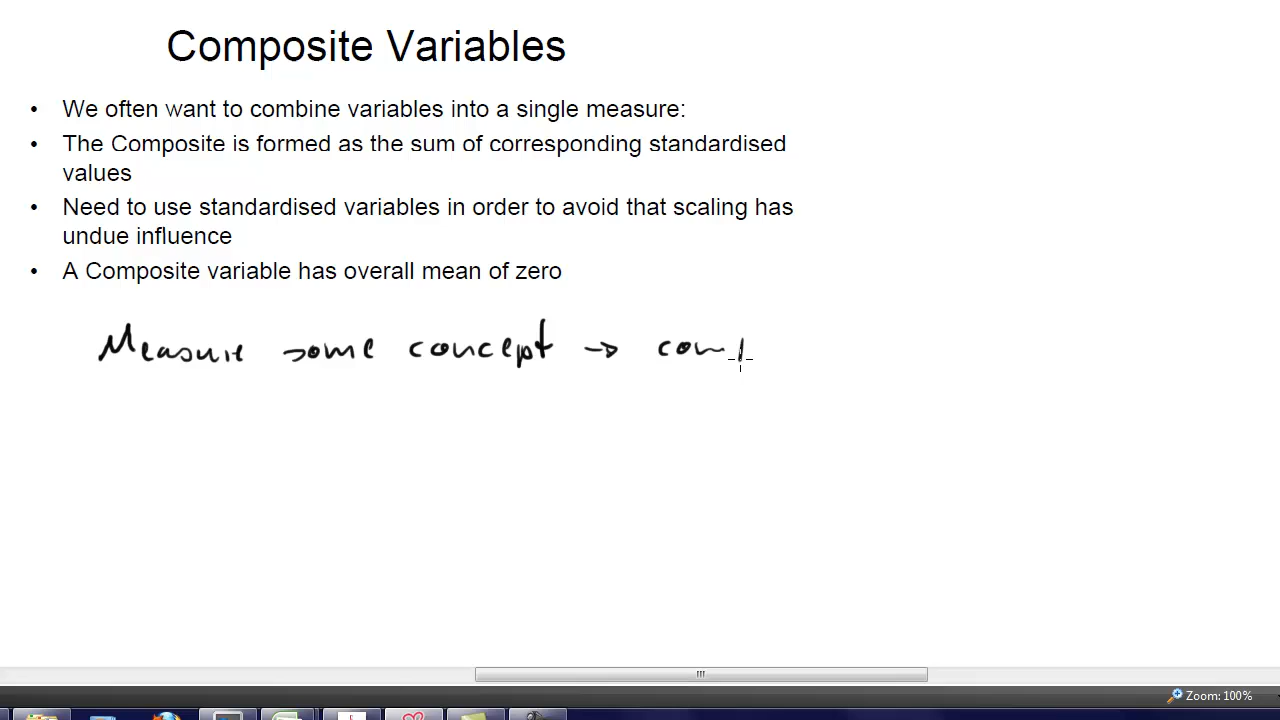 Composite Variables
• We often want to combine variables into a single measure:
• The Composite is formed as the sum of corresponding standardised
values
• Need to use standardised variables in order to avoid that scaling has
undue influence
• A Composite variable has overall mean of zero
Measure some concept →
Zoom: 100%